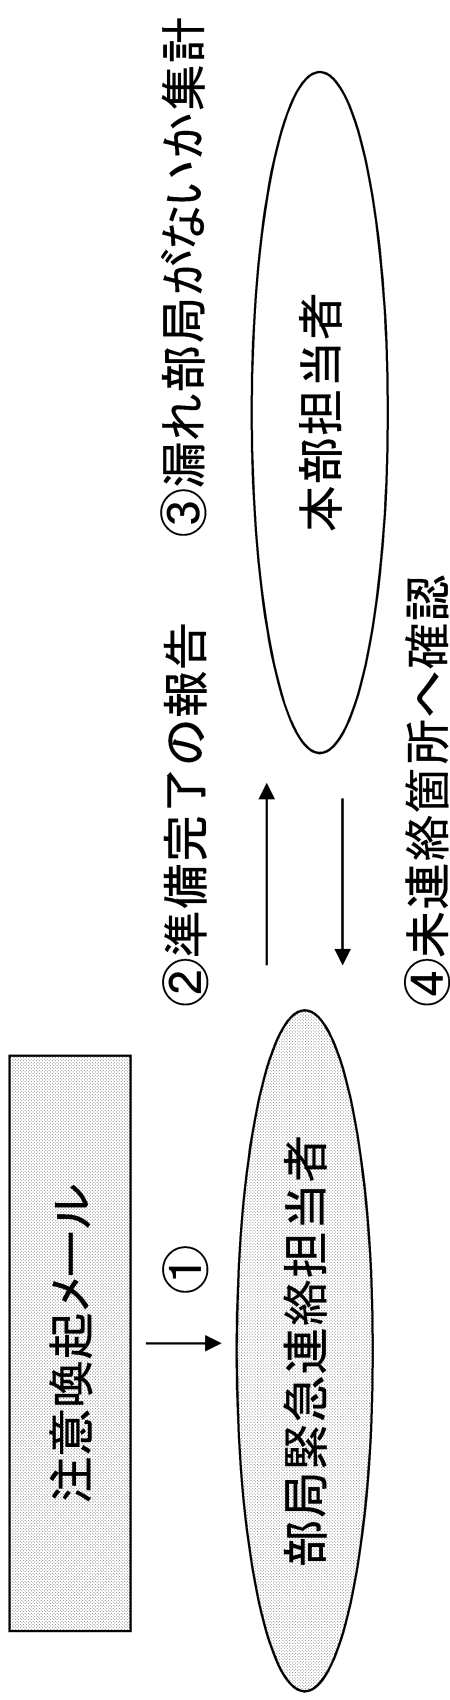 注意喚起メール
①
部局緊急連絡担当者
②準備完了の報告
③漏れ部局がないか集計
本部担当者
④未連絡箇所へ確認